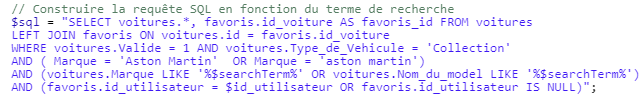 // Construire la requête SQL en fonction du terme de recherche
$sql = "SELECT voitures.*, favoris.id_voiture AS favoris_id FROM voitures
LEFT JOIN favoris ON voitures.id = favoris.id_voiture
WHERE voitures.Valide = 1 AND voitures.Type_de_Vehicule = 'Collection'
AND ( Marque = 'Aston Martin'  OR Marque = 'aston martin')
AND (voitures.Marque LIKE '%$searchTerm%' OR voitures.Nom_du_model LIKE '%$searchTerm%')
AND (favoris.id_utilisateur = $id_utilisateur OR favoris.id_utilisateur IS NULL)";